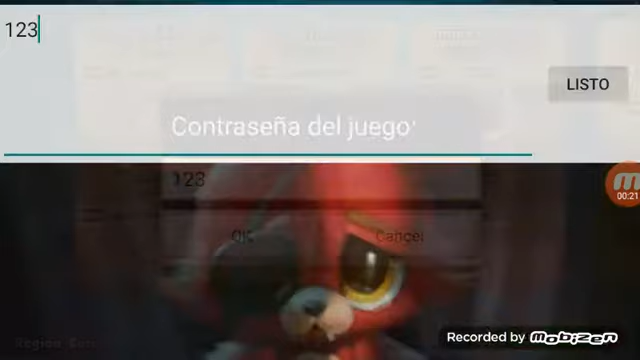 123
LISTO
Contraseña del juego
123
OK
Cancel
00:21
Recorded by mobizen